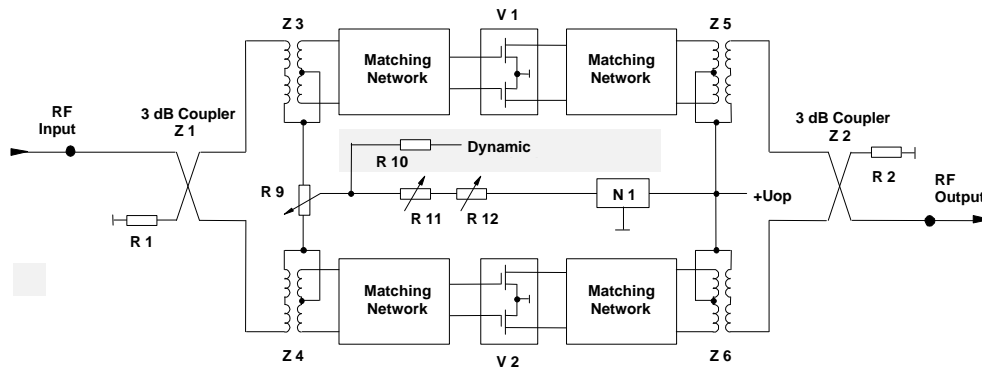 Z 3
V 1
Z 5
Matching
Network
Matching
Network
RF
Input
3 dB Coupler
Z 1
3 dB Coupler
Z 2
R 10
Dynamic
R 2
R 9
R 11
R 12
N 1
+Uop
RF
Output
R 1
Matching
Network
Matching
Network
Z 4
V 2
Z 6